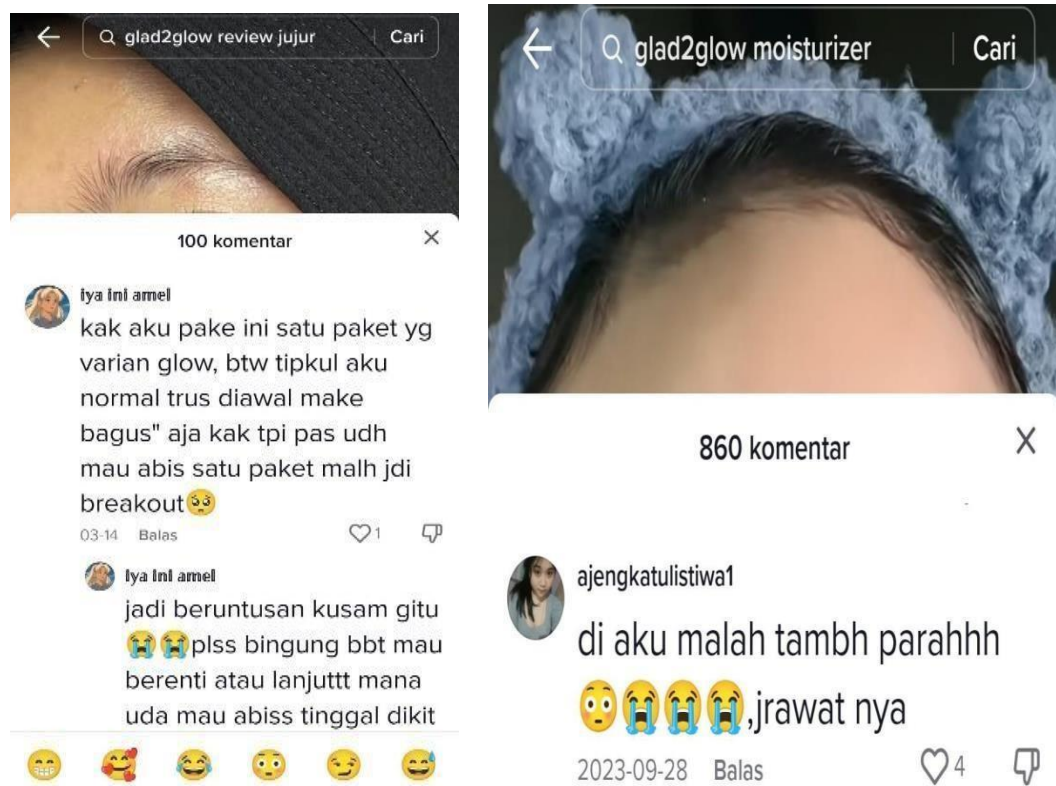 glad2glow review jujur
Cari
100 komentar
iya ini amel
kak aku pake ini satu paket yg
varian glow, btw tipkul aku
normal trus diawal make
bagus" aja kak tpi pas udh
mau abis satu paket malh jdi
breakout🥺
03-14 Balas
1
iya ini amel
jadi beruntusan kusam gitu
😭😭plss bingung bbt mau
berenti atau lanjuttt mana
uda mau abiss tinggal dikit
glad2glow moisturizer
Cari
860 komentar
ajengkatulistiwa1
di aku malah tambh parahhh
😳😭😭😭,jrawat nya
2023-09-28 Balas
4